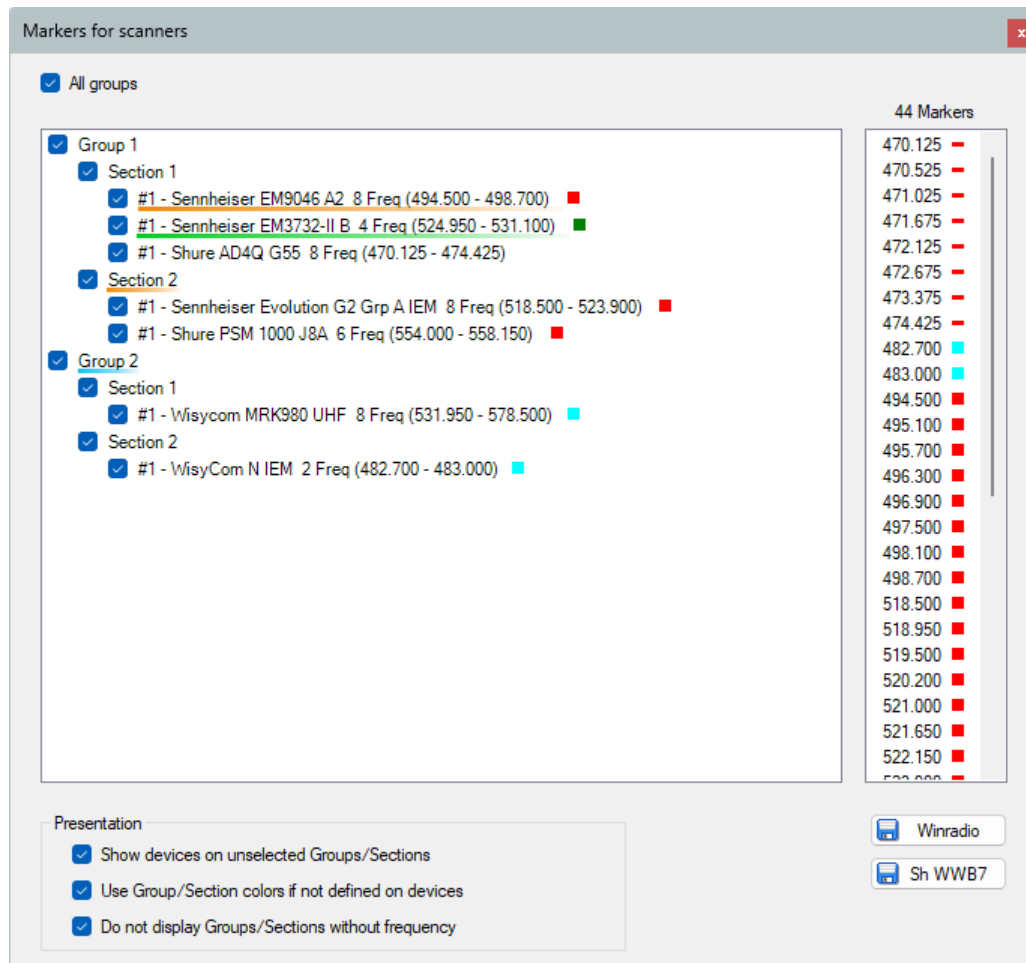 Markers for scanners
x
All groups
44 Markers
Group 1
Section 1
#1 - Sennheiser EM9046 A2 8 Freq (494.500 - 498.700)
#1 - Sennheiser EM3732-II B 4 Freq (524.950 - 531.100)
#1 - Shure AD4Q G55 8 Freq (470.125 - 474.425)
Section 2
#1 - Sennheiser Evolution G2 Grp A IEM 8 Freq (518.500 - 523.900)
#1 - Shure PSM 1000 J8A 6 Freq (554.000 - 558.150)
Group 2
Section 1
#1 - Wisycom MRK980 UHF 8 Freq (531.950 - 578.500)
Section 2
#1 - WisyCom N IEM 2 Freq (482.700 - 483.000)
470.125
470.525
471.025
471.675
472.125
472.675
473.375
474.425
482.700
483.000
494.500
495.100
495.700
496.300
496.900
497.500
498.100
498.700
518.500
518.950
519.500
520.200
521.000
521.650
522.150
Presentation
Show devices on unselected Groups/Sections
Use Group/Section colors if not defined on devices
Do not display Groups/Sections without frequency
Winradio
Sh WWB7